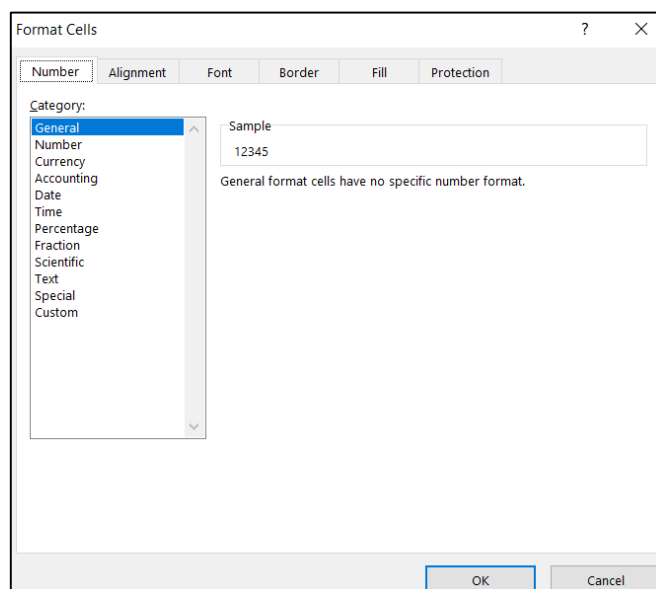 Format Cells ?
Number Alignment Font Border Fill Protection
Category:
General
Number
Currency
Accounting
Date
Time
Percentage
Fraction
Scientific
Text
Special
Custom
Sample
12345
General format cells have no specific number format.
OK Cancel